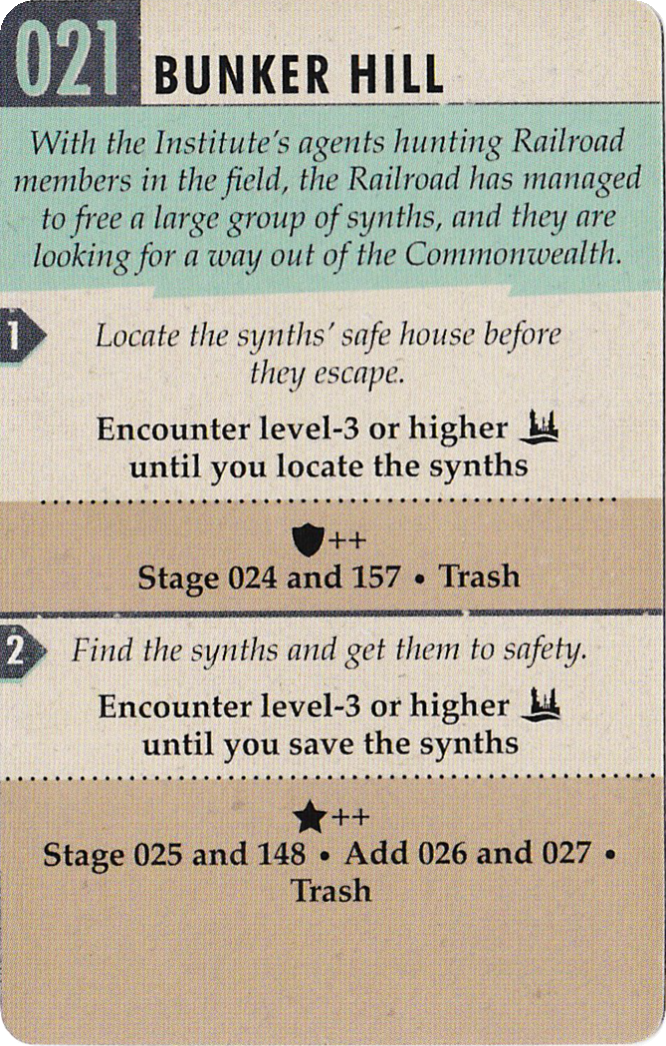 021 BUNKER HILL
With the Institute's agents hunting Railroad
members in the field, the Railroad has managed
to free a large group of synths, and they are
looking for a way out of the Commonwealth.
1 Locate the synths' safe house before
they escape.
Encounter level-3 or higher
until you locate the synths
++
Stage 024 and 157 • Trash
2 Find the synths and get them to safety.
Encounter level-3 or higher
until you save the synths
++
Stage 025 and 148 • Add 026 and 027 •
Trash